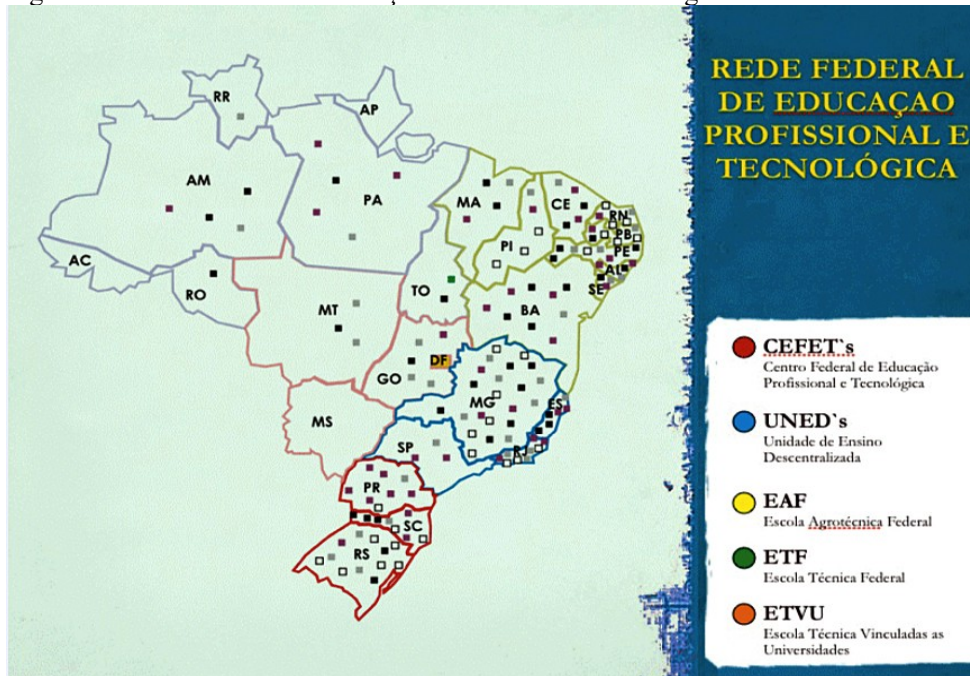 REDE FEDERAL
DE EDUCAÇAO
PROFISSIONAL E
TECNOLÓGICA
RR
AP
AM
PA
MA
CE
RN
PB
PE
AL
SE
PI
AC
RO
TO
BA
MT
DF
GO
MG
ES
MS
SP
RJ
PR
SC
RS
CEFET`s
Centro Federal de Educação
Profissional e Tecnológica
UNED`s
Unidade de Ensino
Descentralizada
EAF
Escola Agrotécnica Federal
ETF
Escola Técnica Federal
ETVU
Escola Técnica Vinculadas as
Universidades